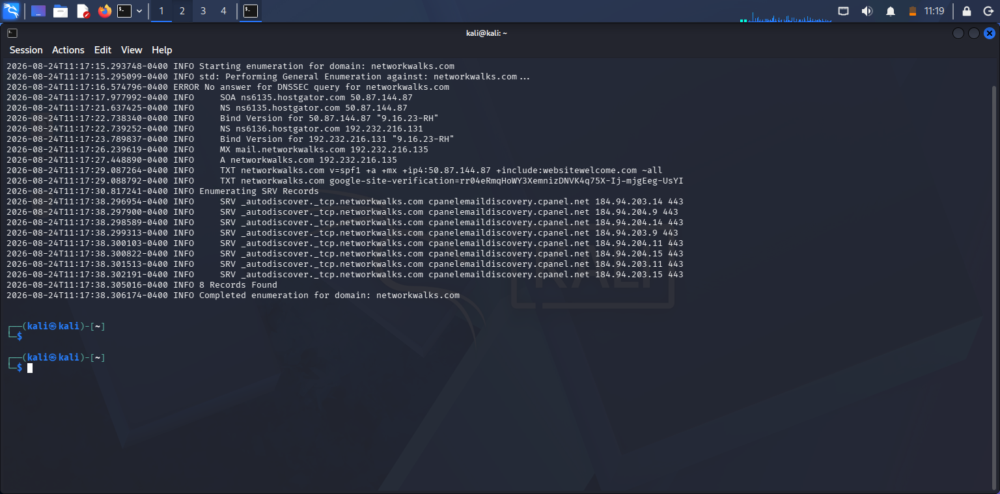 1 2 3 4 11:19
kali@kali: ~
Session Actions Edit View Help
2026-08-24T11:17:15.293748-0400 INFO Starting enumeration for domain: networkwalks.com
2026-08-24T11:17:15.295099-0400 INFO std: Performing General Enumeration against: networkwalks.com...
2026-08-24T11:17:16.574796-0400 ERROR No answer for DNSSEC query for networkwalks.com
2026-08-24T11:17:17.977992-0400 INFO SOA ns6135.hostgator.com 50.87.144.87
2026-08-24T11:17:21.637425-0400 INFO NS ns6135.hostgator.com 50.87.144.87
2026-08-24T11:17:22.738340-0400 INFO Bind Version for 50.87.144.87 "9.16.23-RH"
2026-08-24T11:17:22.739252-0400 INFO NS ns6136.hostgator.com 192.232.216.131
2026-08-24T11:17:23.789837-0400 INFO Bind Version for 192.232.216.131 "9.16.23-RH"
2026-08-24T11:17:26.239619-0400 INFO MX mail.networkwalks.com 192.232.216.135
2026-08-24T11:17:27.448890-0400 INFO A networkwalks.com 192.232.216.135
2026-08-24T11:17:29.087264-0400 INFO TXT networkwalks.com v=spf1 +a +mx +ip4:50.87.144.87 +include:websitewelcome.com ~all
2026-08-24T11:17:29.088792-0400 INFO TXT networkwalks.com google-site-verification=rr04eRmqHoWY3XemnizDNVK4q75X-Ij-mjgEeg-UsYI
2026-08-24T11:17:30.817241-0400 INFO Enumerating SRV Records
2026-08-24T11:17:38.296954-0400 INFO SRV _autodiscover._tcp.networkwalks.com cpanelemaildiscovery.cpanel.net 184.94.203.14 443
2026-08-24T11:17:38.297900-0400 INFO SRV _autodiscover._tcp.networkwalks.com cpanelemaildiscovery.cpanel.net 184.94.204.9 443
2026-08-24T11:17:38.298589-0400 INFO SRV _autodiscover._tcp.networkwalks.com cpanelemaildiscovery.cpanel.net 184.94.204.14 443
2026-08-24T11:17:38.299313-0400 INFO SRV _autodiscover._tcp.networkwalks.com cpanelemaildiscovery.cpanel.net 184.94.203.9 443
2026-08-24T11:17:38.300103-0400 INFO SRV _autodiscover._tcp.networkwalks.com cpanelemaildiscovery.cpanel.net 184.94.204.11 443
2026-08-24T11:17:38.300822-0400 INFO SRV _autodiscover._tcp.networkwalks.com cpanelemaildiscovery.cpanel.net 184.94.204.15 443
2026-08-24T11:17:38.301513-0400 INFO SRV _autodiscover._tcp.networkwalks.com cpanelemaildiscovery.cpanel.net 184.94.203.11 443
2026-08-24T11:17:38.302191-0400 INFO SRV _autodiscover._tcp.networkwalks.com cpanelemaildiscovery.cpanel.net 184.94.203.15 443
2026-08-24T11:17:38.305016-0400 INFO 8 Records Found
2026-08-24T11:17:38.306174-0400 INFO Completed enumeration for domain: networkwalks.com
┌──(kali㉿kali)-[~]
└─$
┌──(kali㉿kali)-[~]
└─$
KALI